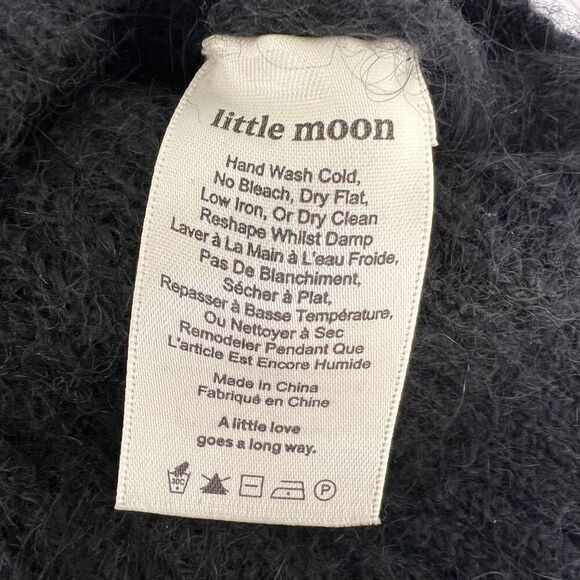 little moon
Hand Wash Cold,
No Bleach, Dry Flat,
Low Iron, Or Dry Clean
Reshape Whilst Damp
Laver à La Main à L'eau Froide,
Pas De Blanchiment,
Sécher à Plat,
Repasser à Basse Température,
Ou Nettoyer à Sec
Remodeler Pendant Que
L'article Est Encore Humide
Made in China
Fabriqué en Chine
A little love
goes a long way.
30C P